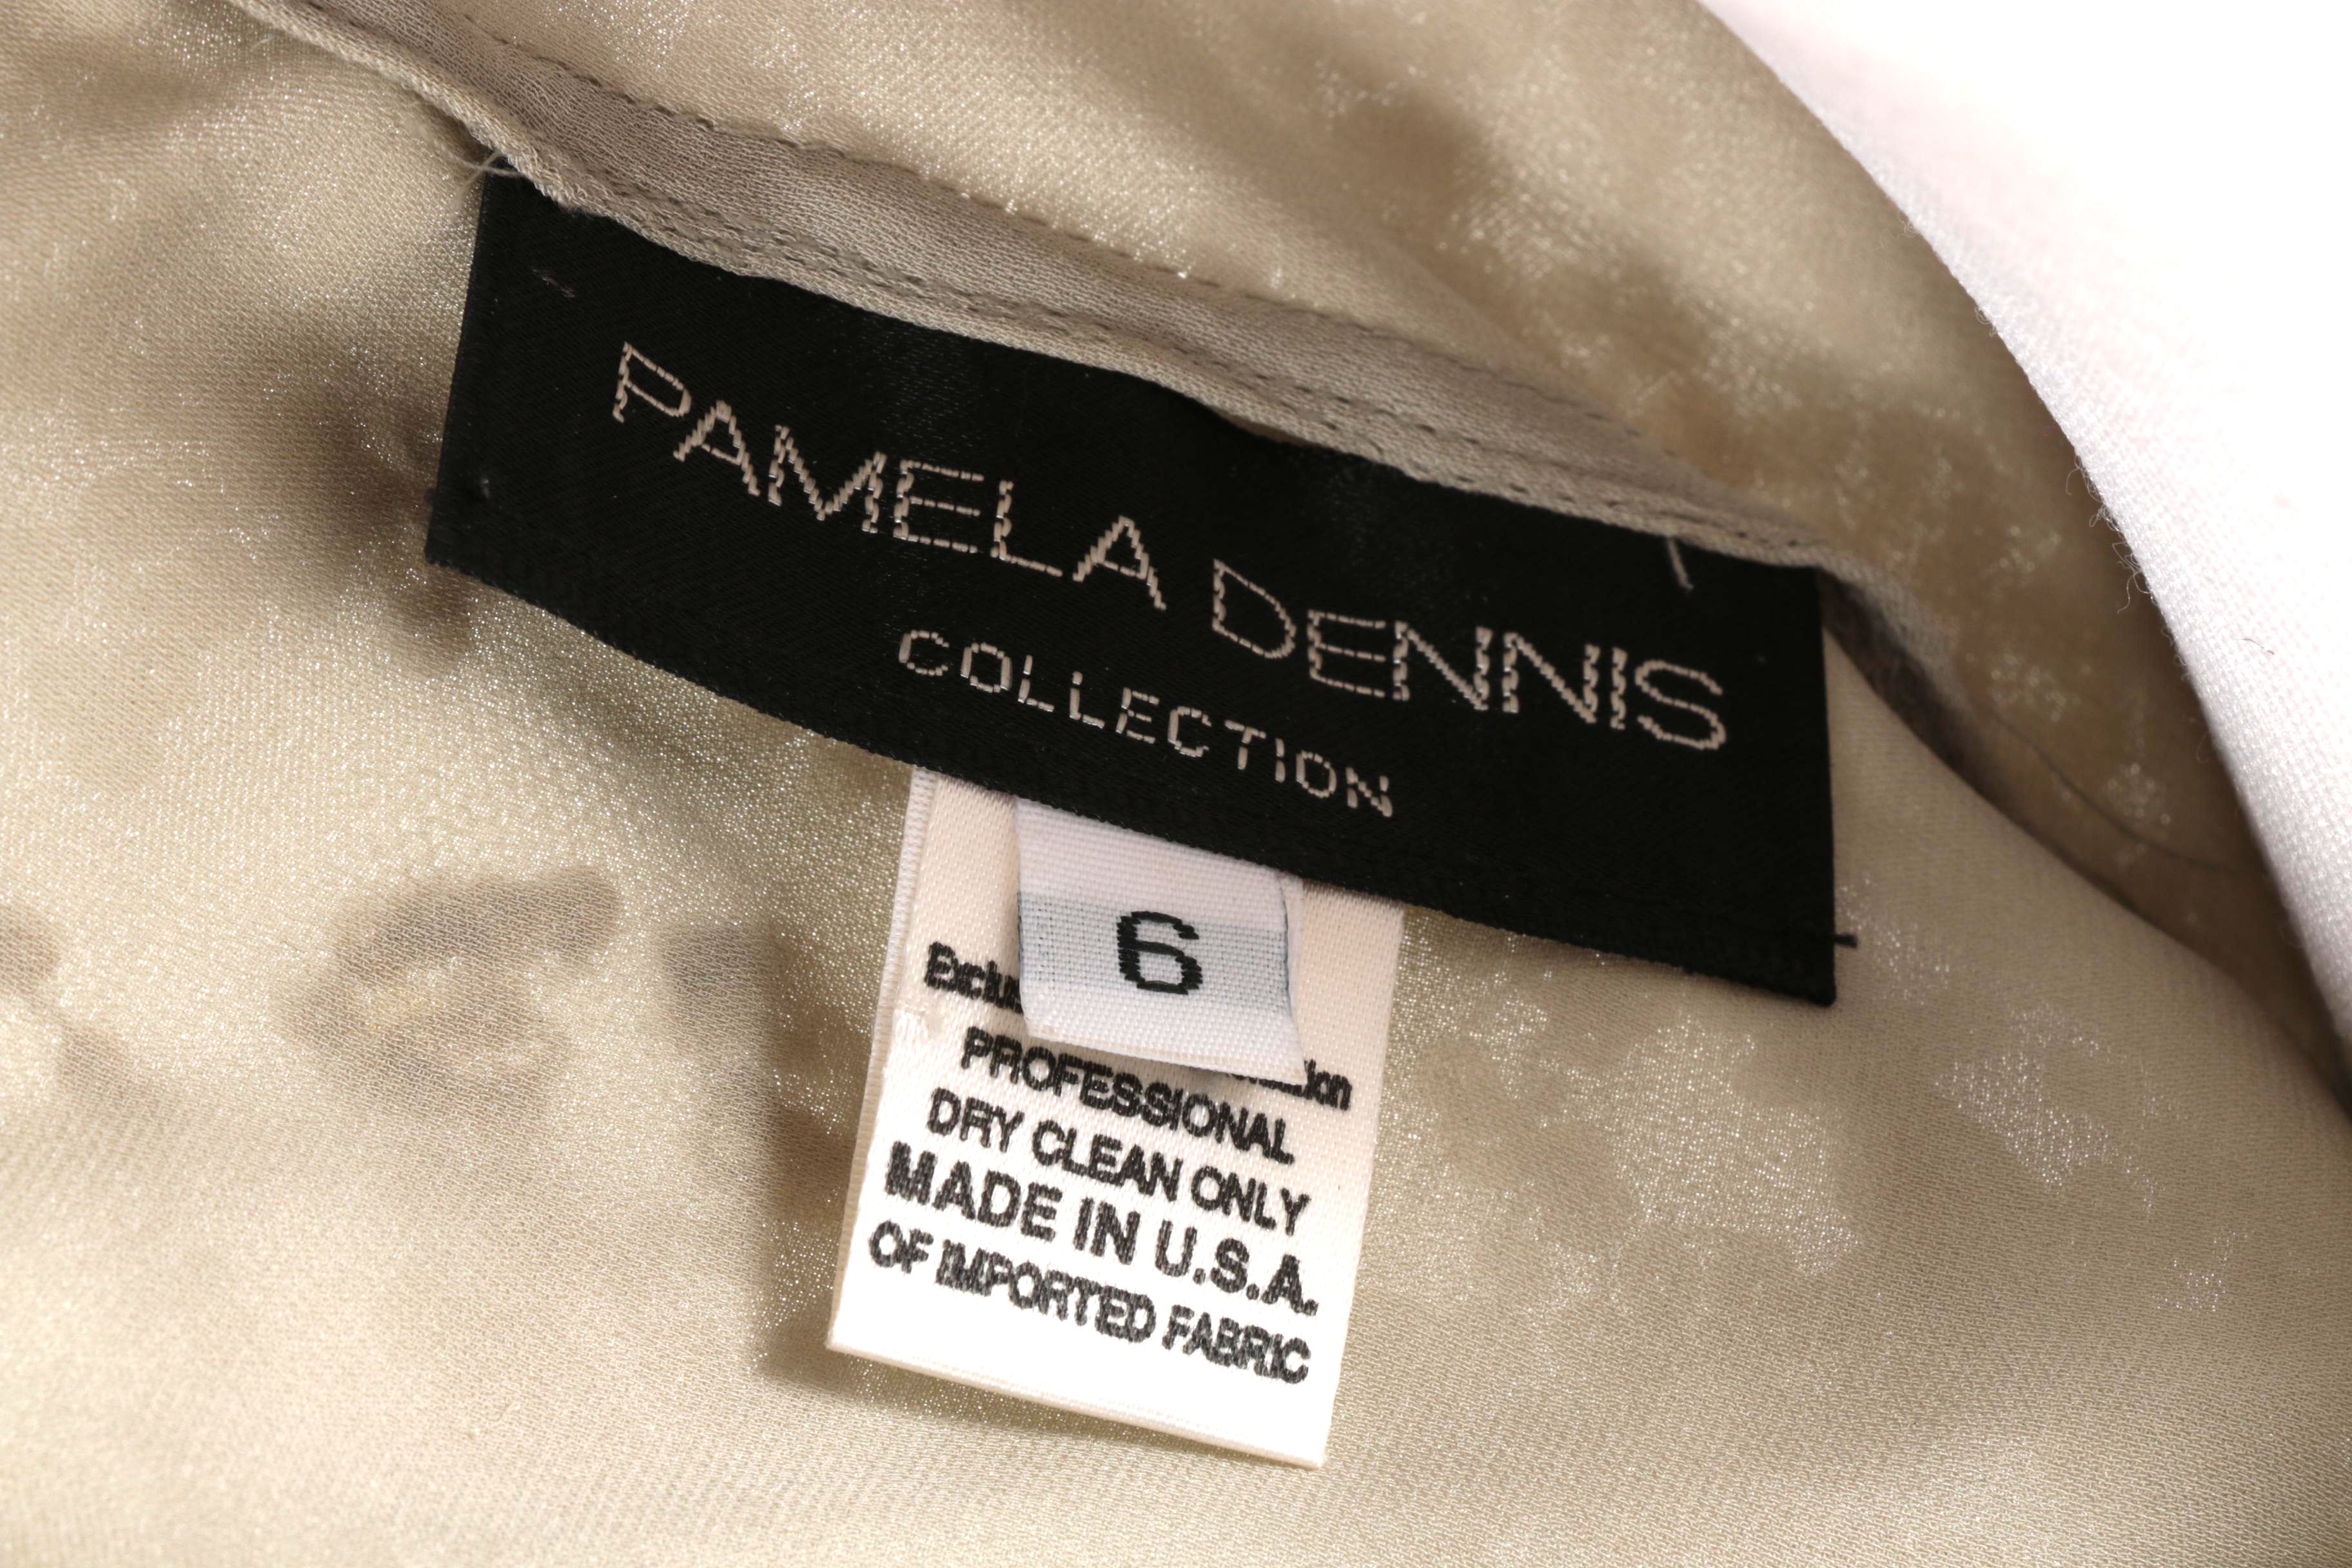 PAMELA DENNIS
COLLECTION
6
PROFESSIONAL
DRY CLEAN ONLY
MADE IN U.S.A.
OF IMPORTED FABRIC